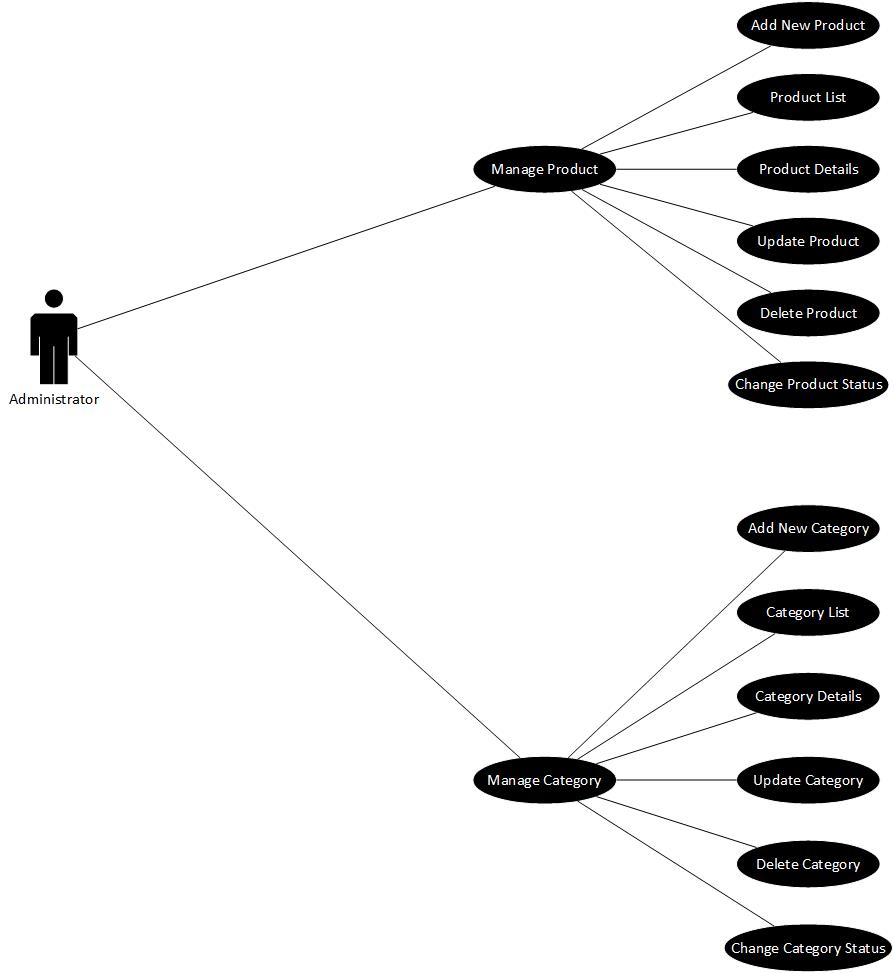 Add New Product
Product List
Manage Product
Product Details
Update Product
Delete Product
Change Product Status
Administrator
Add New Category
Category List
Category Details
Manage Category
Update Category
Delete Category
Change Category Status